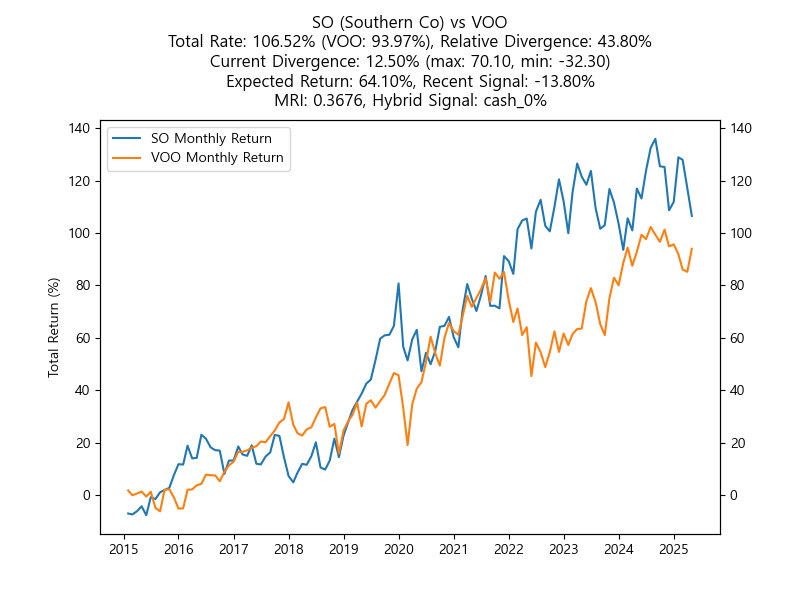 SO (Southern Co) vs VOO
Total Rate: 106.52% (VOO: 93.97%), Relative Divergence: 43.80%
Current Divergence: 12.50% (max: 70.10, min: -32.30)
Expected Return: 64.10%, Recent Signal: -13.80%
MRI: 0.3676, Hybrid Signal: cash_0%
SO Monthly Return
VOO Monthly Return
Total Return (%)
140
120
100
80
60
40
20
0
140
120
100
80
60
40
20
0
2015 2016 2017 2018 2019 2020 2021 2022 2023 2024 2025